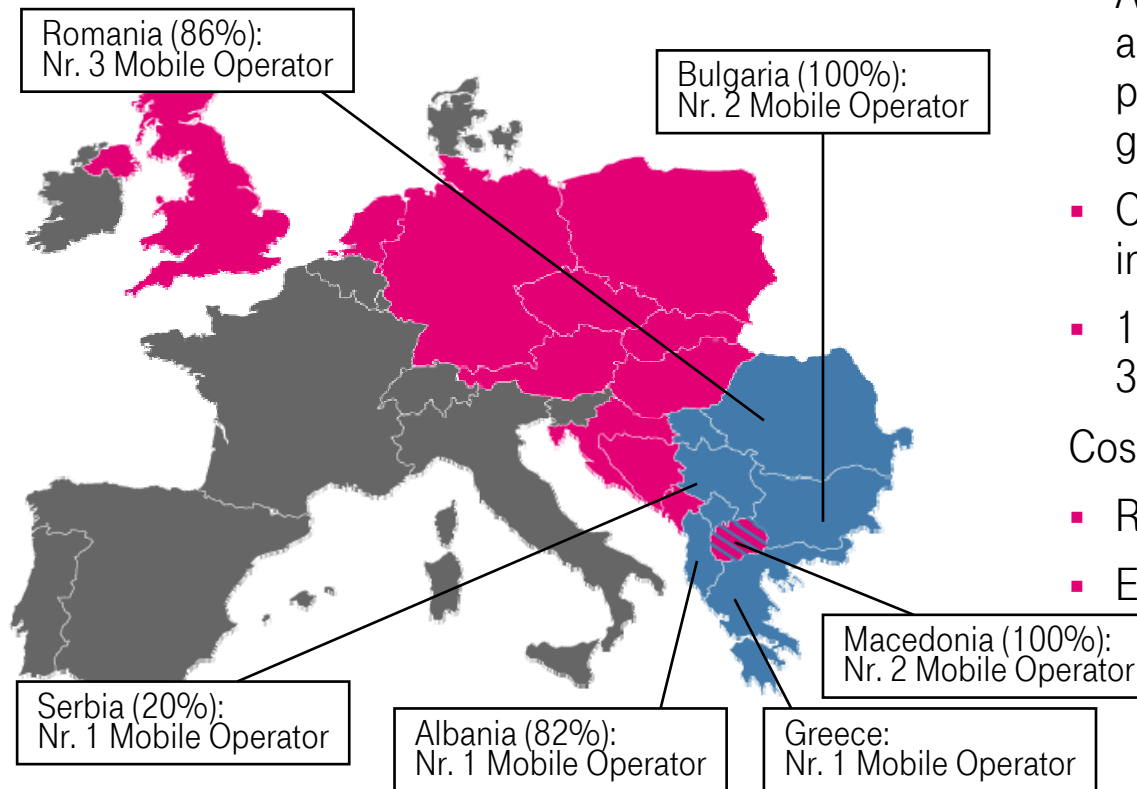 Romania (86%):
Nr. 3 Mobile Operator
Bulgaria (100%):
Nr. 2 Mobile Operator
Macedonia (100%):
Nr. 2 Mobile Operator
Serbia (20%):
Nr. 1 Mobile Operator
Albania (82%):
Nr. 1 Mobile Operator
Greece:
Nr. 1 Mobile Operator